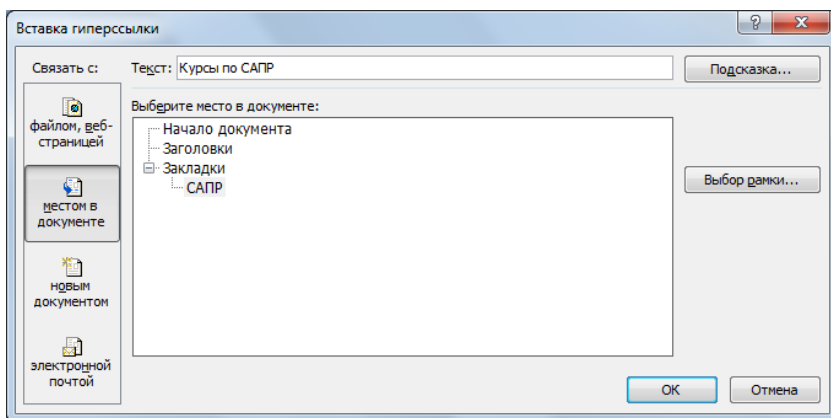 Вставка гиперссылки
Связать с:
Текст: Курсы по САПР
Подсказка...
Выберите место в документе:
файлом, веб-
страницей
местом в
документе
новым
документом
электронной
почтой
Начало документа
Заголовки
Закладки
САПР
Выбор рамки...
ОК
Отмена